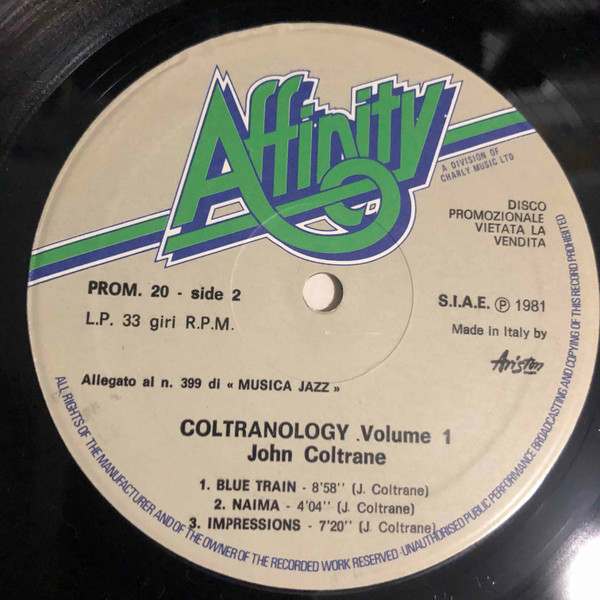 Affinity
A DIVISION OF
CHARLY MUSIC LTD
DISCO
PROMOZIONALE
VIETATA LA
VENDITA
PROM. 20 - side 2
L.P. 33 giri R.P.M.
S.I.A.E. Ⓟ 1981
Made in Italy by
Ariston
Allegato al n. 399 di « MUSICA JAZZ »
COLTRANOLOGY .Volume 1
John Coltrane
1. BLUE TRAIN - 8'58'' (J. Coltrane)
2. NAIMA - 4'04'' (J. Coltrane)
3. IMPRESSIONS - 7'20'' (J. Coltrane)
ALL RIGHTS OF THE MANUFACTURER AND OF THE OWNER OF THE RECORDED WORK RESERVED · UNAUTHORISED PUBLIC PERFORMANCE BROADCASTING AND COPYING OF THIS RECORD PROHIBITED